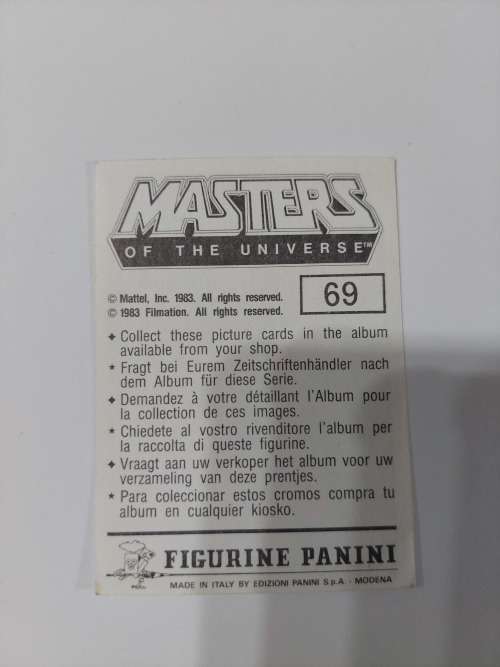 MASTERS
OF THE UNIVERSE™
© Mattel, Inc. 1983. All rights reserved.
© 1983 Filmation. All rights reserved.
69
✦ Collect these picture cards in the album
available from your shop.
★ Fragt bei Eurem Zeitschriftenhändler nach
dem Album für diese Serie.
✦ Demandez à votre détaillant l'Album pour
la collection de ces images.
★ Chiedete al vostro rivenditore l'album per
la raccolta di queste figurine.
✦ Vraagt aan uw verkoper het album voor uw
verzameling van deze prentjes.
★ Para coleccionar estos cromos compra tu
album en cualquier kiosko.
FIGURINE PANINI
MADE IN ITALY BY EDIZIONI PANINI S.p.A. - MODENA